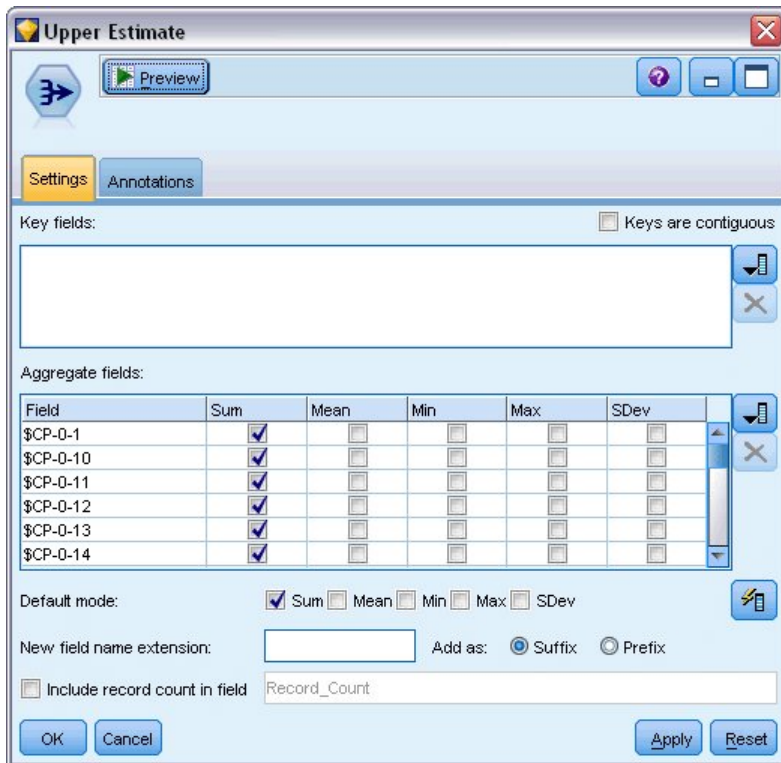 Upper Estimate
Preview
Settings Annotations
Key fields: Keys are contiguous
Aggregate fields:
Field Sum Mean Min Max SDev
$CP-0-1
$CP-0-10
$CP-0-11
$CP-0-12
$CP-0-13
$CP-0-14
Default mode: Sum Mean Min Max SDev
New field name extension: Add as: Suffix Prefix
Include record count in field Record_Count
OK Cancel Apply Reset